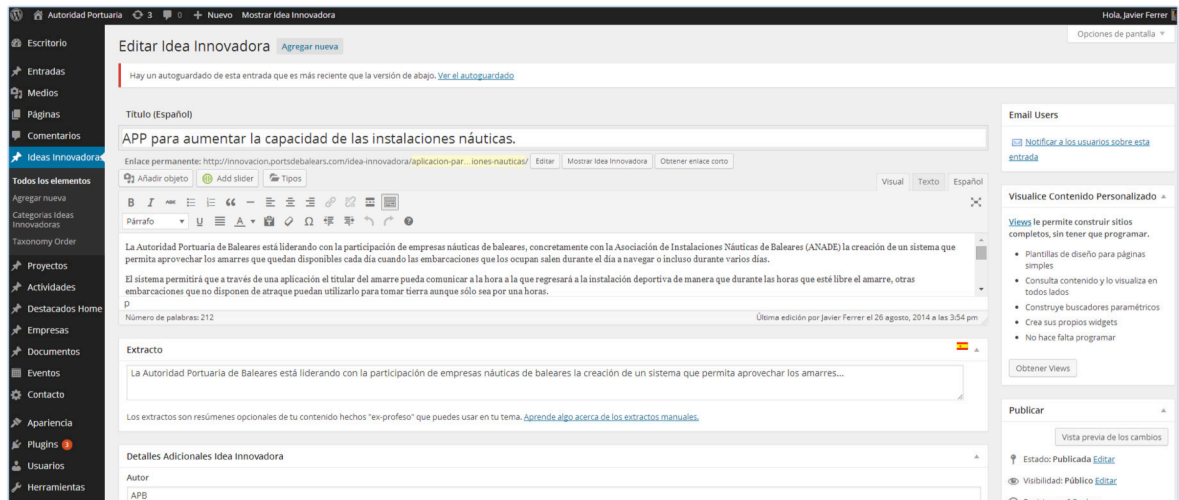 Autoridad Portuaria 3 0 + Nuevo Mostrar Idea Innovadora
Hola, Javier Ferrer
Opciones de pantalla
Escritorio
Entradas
Medios
Páginas
Comentarios
Ideas Innovadoras
Todos los elementos
Agregar nueva
Categorias Ideas
Innovadoras
Taxonomy Order
Proyectos
Actividades
Destacados Home
Empresas
Documentos
Eventos
Contacto
Apariencia
Plugins 3
Usuarios
Herramientas
Editar Idea Innovadora Agregar nueva
Hay un autoguardado de esta entrada que es más reciente que la versión de abajo. Ver el autoguardado
Título (Español)
APP para aumentar la capacidad de las instalaciones náuticas.
Enlace permanente: http://innovacion.portsdebalears.com/idea-innovadora/aplicacion-par... iones-nauticas/ Editar Mostrar Idea Innovadora Obtener enlace corto
Añadir objeto Add slider Tipos
Visual Texto Español
B I ABC
Párrafo U A Ω
La Autoridad Portuaria de Baleares está liderando con la participación de empresas náuticas de baleares, concretamente con la Asociación de Instalaciones Náuticas de Baleares (ANADE) la creación de un sistema que
permita aprovechar los amarres que quedan disponibles cada día cuando las embarcaciones que los ocupan salen durante el día a navegar o incluso durante varios días.
El sistema permitirá que a través de una aplicación el titular del amarre pueda comunicar a la hora a la que regresará a la instalación deportiva de manera que durante las horas que esté libre el amarre, otras
embarcaciones que no disponen de atraque puedan utilizarlo para tomar tierra aunque sólo sea por una horas.
p
Número de palabras: 212
Última edición por Javier Ferrer el 26 agosto, 2014 a las 3:54 pm
Extracto
La Autoridad Portuaria de Baleares está liderando con la participación de empresas náuticas de baleares la creación de un sistema que permita aprovechar los amarres...
Los extractos son resúmenes opcionales de tu contenido hechos "ex-profeso" que puedes usar en tu tema. Aprende algo acerca de los extractos manuales.
Detalles Adicionales Idea Innovadora
Autor
APB
Email Users
Notificar a los usuarios sobre esta
entrada
Visualice Contenido Personalizado
Views le permite construir sitios
completos, sin tener que programar.
Plantillas de diseño para páginas
simples
Consulta contenido y lo visualiza en
todos lados
Construye buscadores paramétricos
Crea sus propios widgets
No hace falta programar
Obtener Views
Publicar
Vista previa de los cambios
Estado: Publicada Editar
Visibilidad: Público Editar